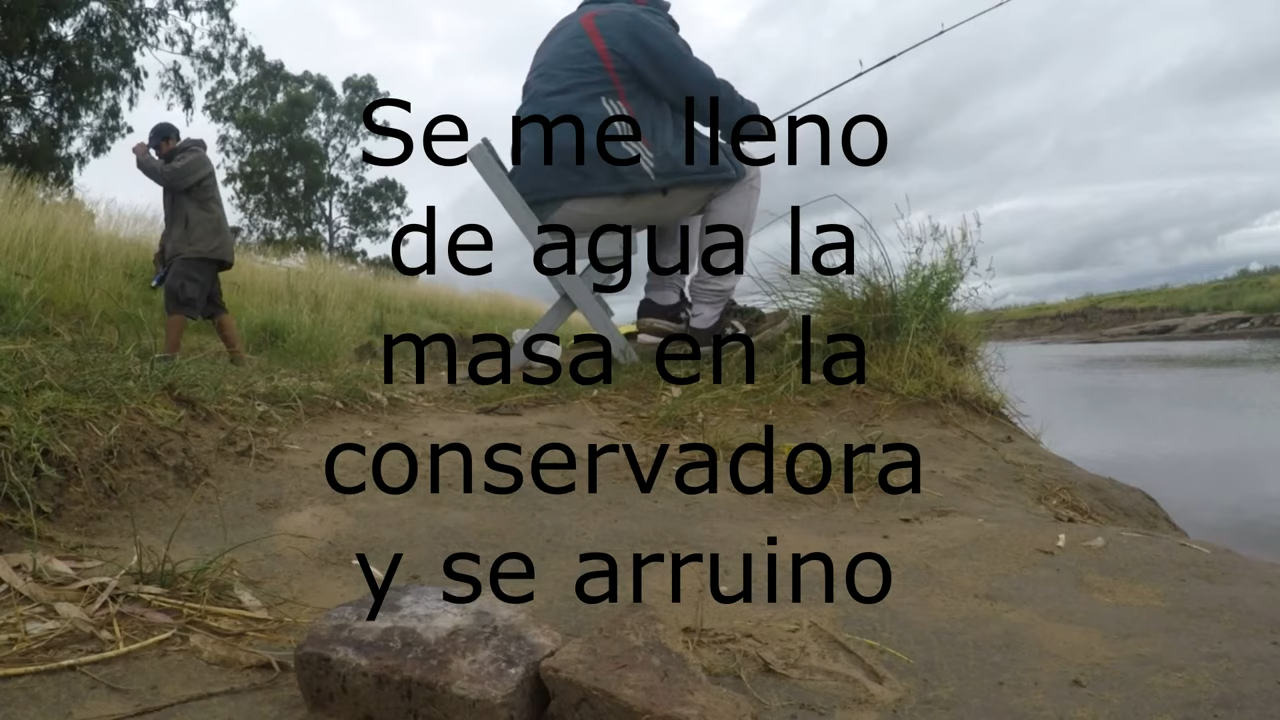 Se me lleno
de agua la
masa en la
conservadora
y se arruino